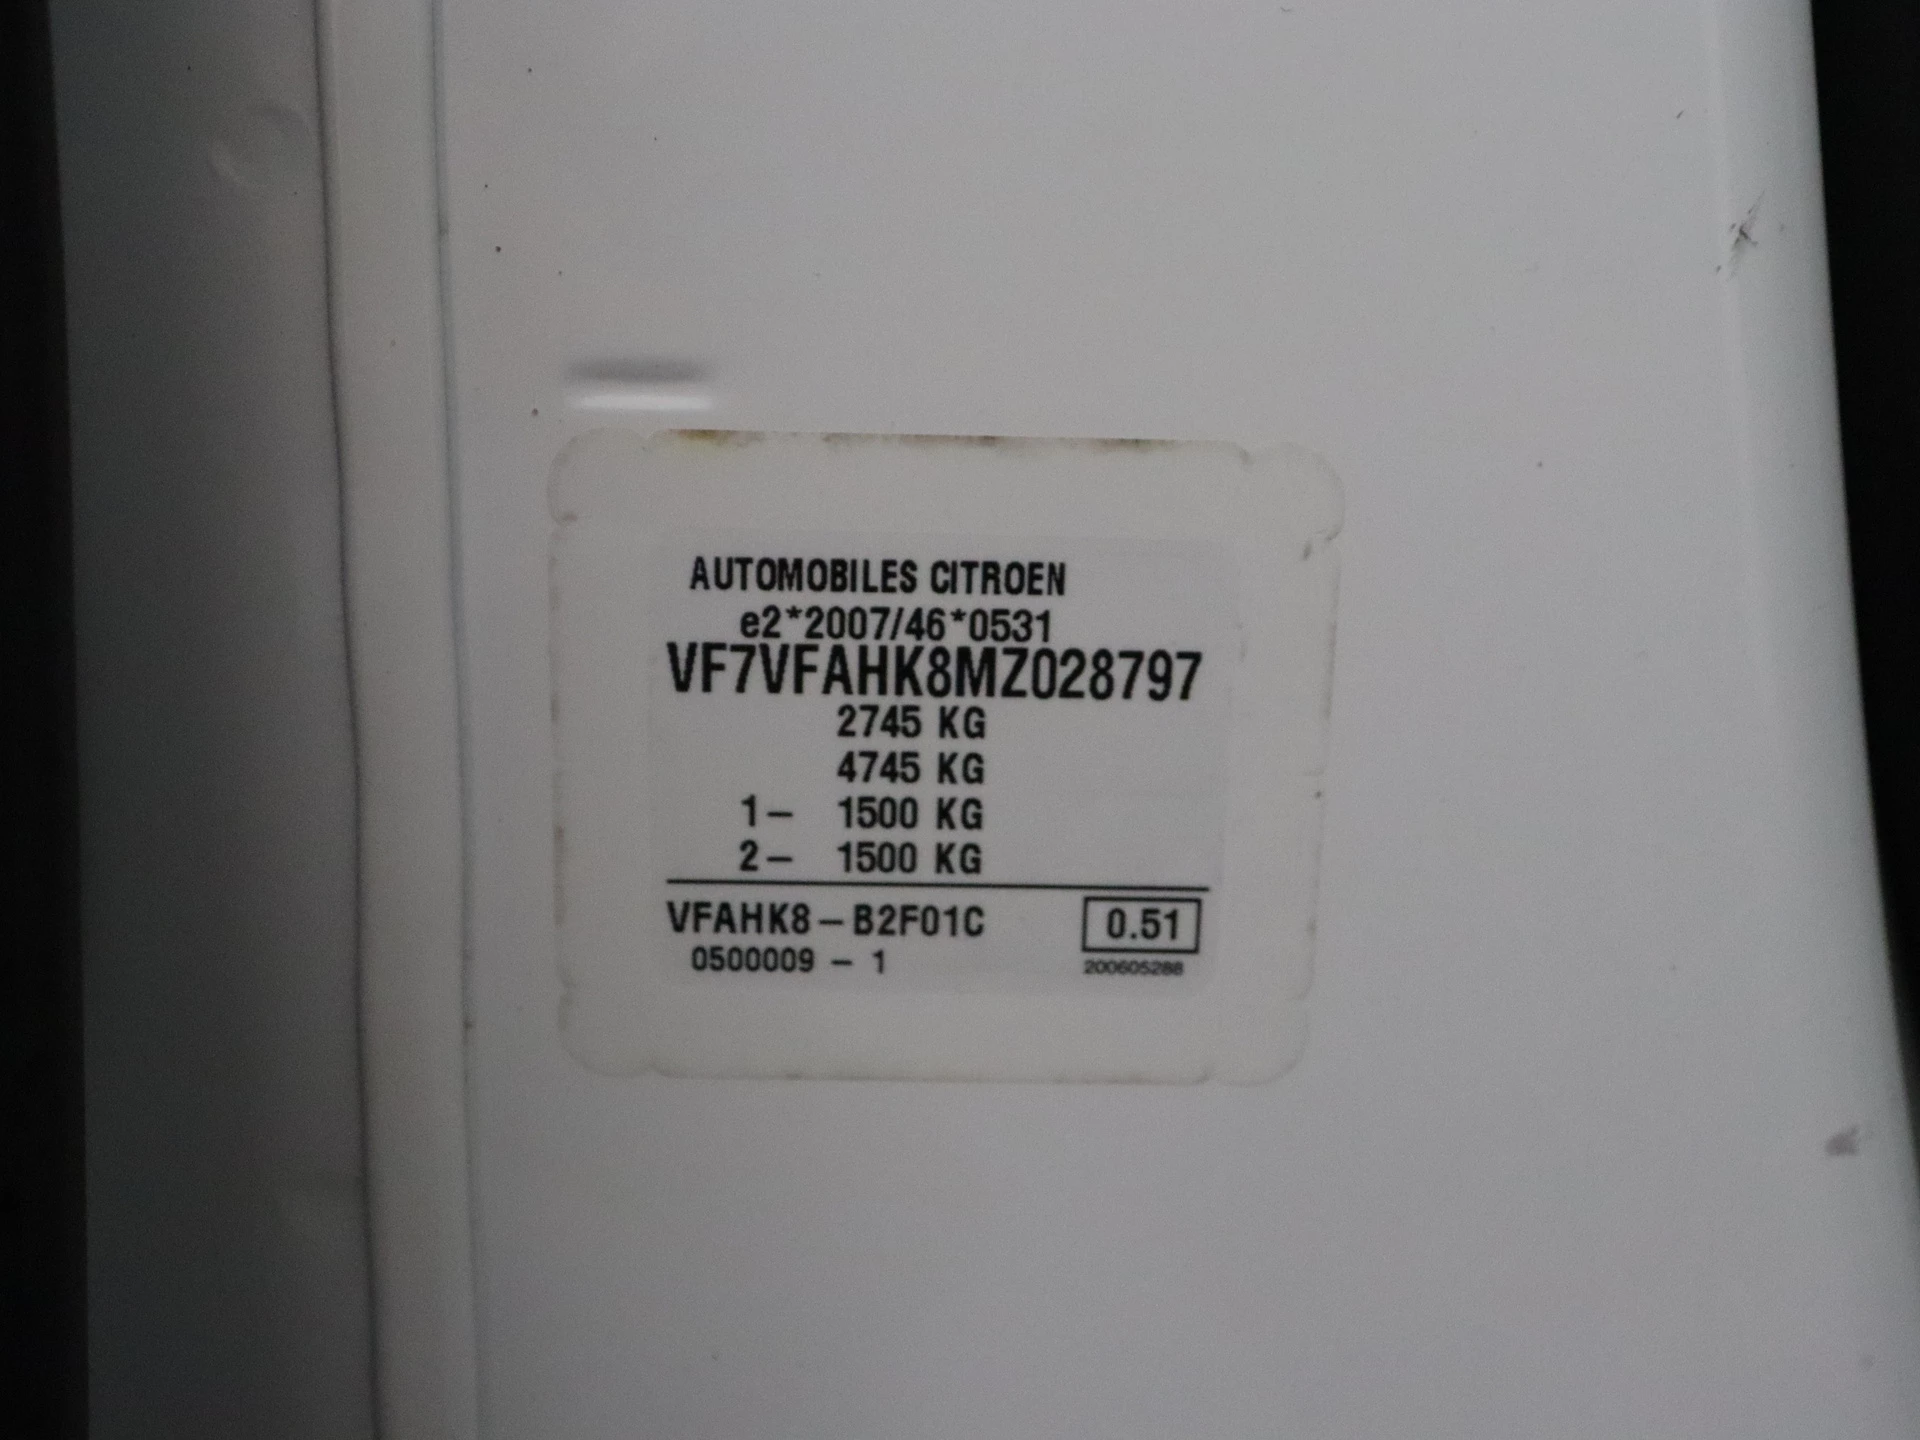 AUTOMOBILES CITROEN
e2*2007/46*0531
VF7VFAHK8MZ028797
2745 KG
4745 KG
1– 1500 KG
2– 1500 KG
VFAHK8–B2F01C 0.51
0500009 – 1 200605288